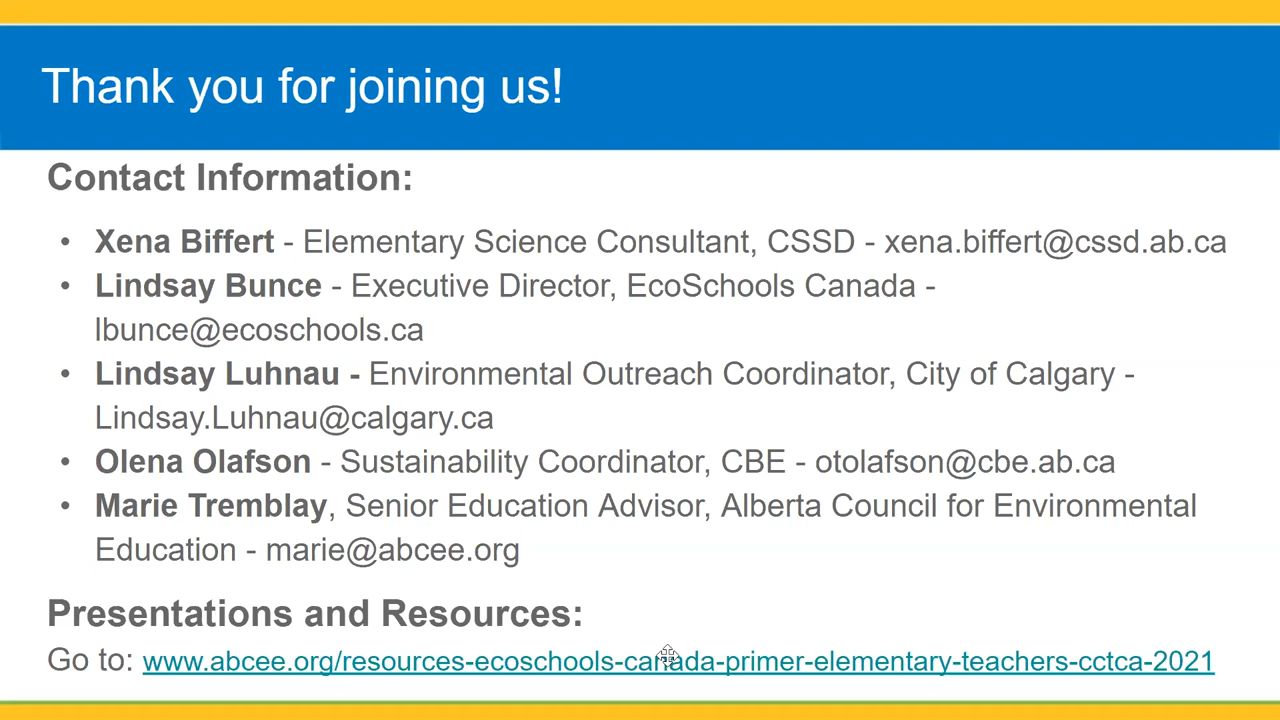 Thank you for joining us!
Contact Information:
• Xena Biffert - Elementary Science Consultant, CSSD - xena.biffert@cssd.ab.ca
• Lindsay Bunce - Executive Director, EcoSchools Canada -
lbunce@ecoschools.ca
• Lindsay Luhnau - Environmental Outreach Coordinator, City of Calgary -
Lindsay.Luhnau@calgary.ca
• Olena Olafson - Sustainability Coordinator, CBE - otolafson@cbe.ab.ca
• Marie Tremblay, Senior Education Advisor, Alberta Council for Environmental
Education - marie@abcee.org
Presentations and Resources:
Go to: www.abcee.org/resources-ecoschools-canada-primer-elementary-teachers-cctca-2021